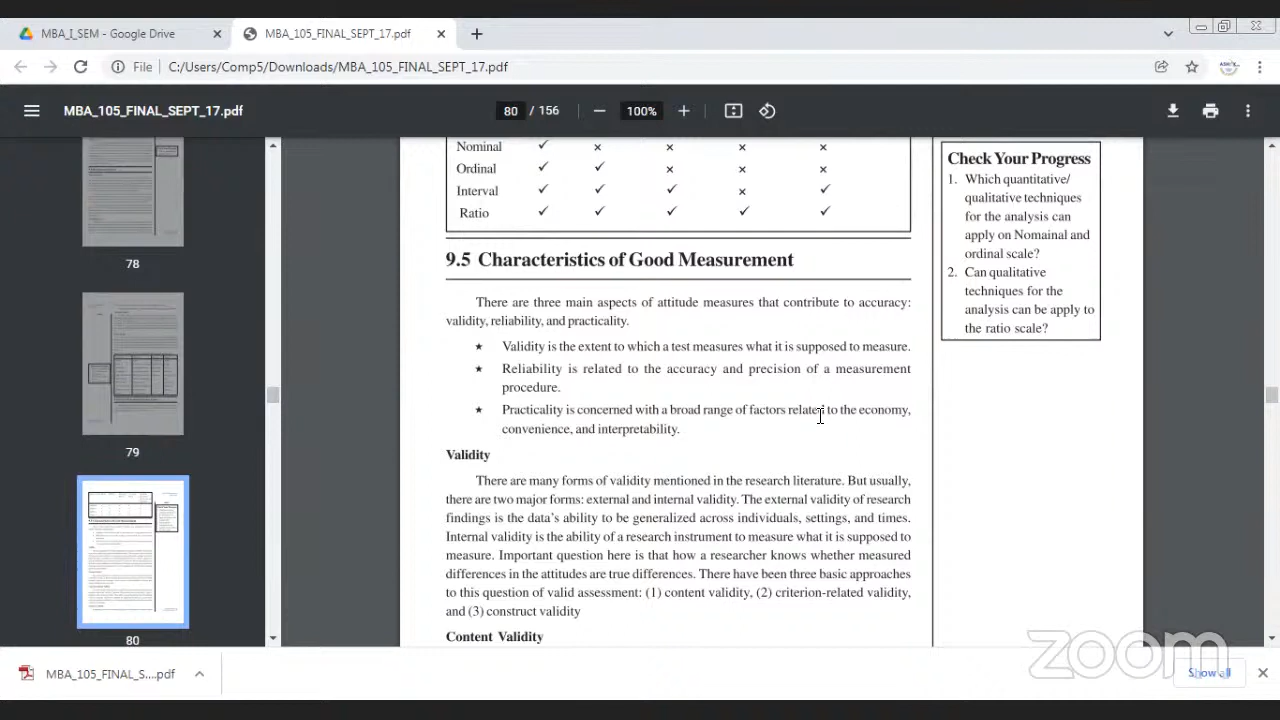 MBA_I_SEM - Google Drive
MBA_105_FINAL_SEPT_17.pdf
File C:/Users/Comp5/Downloads/MBA_105_FINAL_SEPT_17.pdf
MBA_105_FINAL_SEPT_17.pdf
80 / 156
100%
78
79
80
Nominal ✓ × × × ×
Ordinal ✓ ✓ × × ×
Interval ✓ ✓ ✓ × ✓
Ratio ✓ ✓ ✓ ✓ ✓
9.5 Characteristics of Good Measurement
There are three main aspects of attitude measures that contribute to accuracy:
validity, reliability, and practicality.
★ Validity is the extent to which a test measures what it is supposed to measure.
★ Reliability is related to the accuracy and precision of a measurement
procedure.
★ Practicality is concerned with a broad range of factors related to the economy,
convenience, and interpretability.
Validity
There are many forms of validity mentioned in the research literature. But usually,
there are two major forms: external and internal validity. The external validity of research
findings is the data's ability to be generalized across individuals, settings, and times.
Internal validity is the ability of a research instrument to measure what it is supposed to
measure. Important question here is that how a researcher knows whether measured
differences in the attitudes are true differences. There have been three basic approaches
to this question of valid assessment: (1) content validity, (2) criterion-related validity,
and (3) construct validity
Content Validity
Check Your Progress
1. Which quantitative/
qualitative techniques
for the analysis can
apply on Nomainal and
ordinal scale?
2. Can qualitative
techniques for the
analysis can be apply to
the ratio scale?
MBA_105_FINAL_S....pdf
Show all
zoom